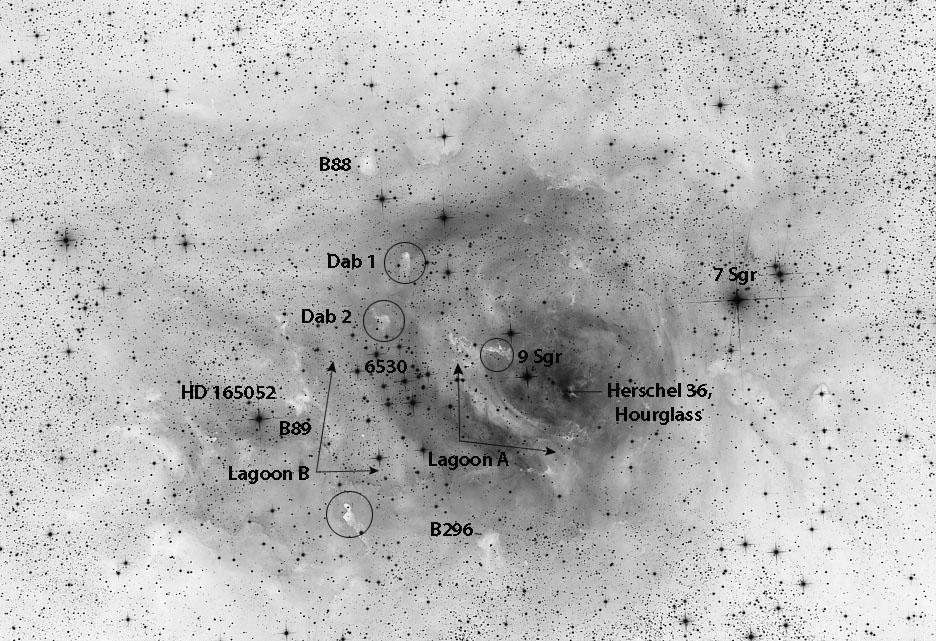 B88
Dab 1
7 Sgr
Dab 2
9 Sgr
6530
HD 165052
Herschel 36,
Hourglass
B89
Lagoon A
Lagoon B
B296